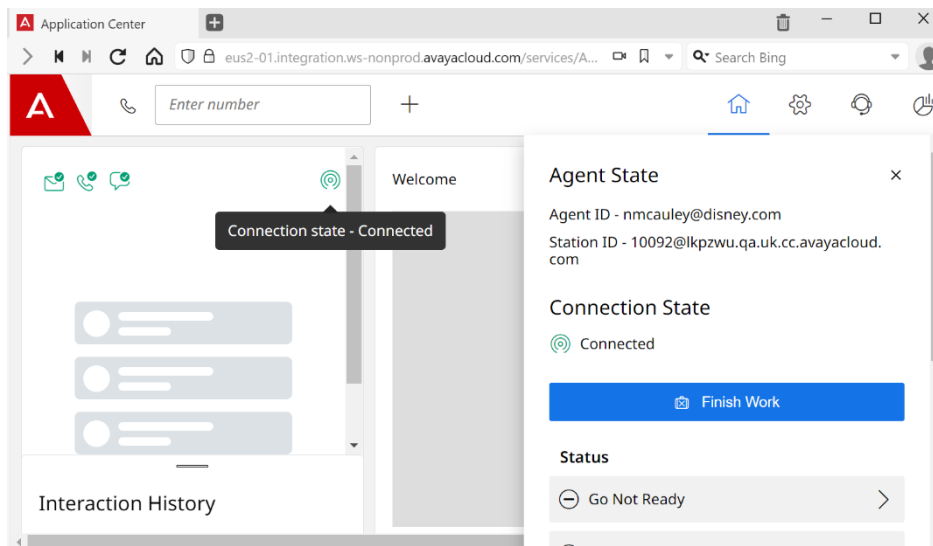 Application Center
eus2-01.integration.ws-nonprod.avayacloud.com/services/A...
Search Bing
Enter number
Welcome
Connection state - Connected
Interaction History
Agent State
Agent ID - nmcauley@disney.com
Station ID - 10092@lkpzwu.qa.uk.cc.avayacloud.
com
Connection State
Connected
Finish Work
Status
Go Not Ready